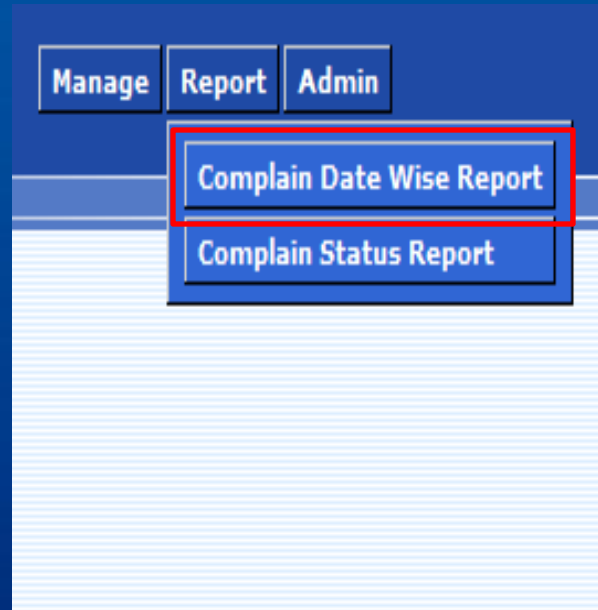 Manage Report Admin
Complain Date Wise Report
Complain Status Report